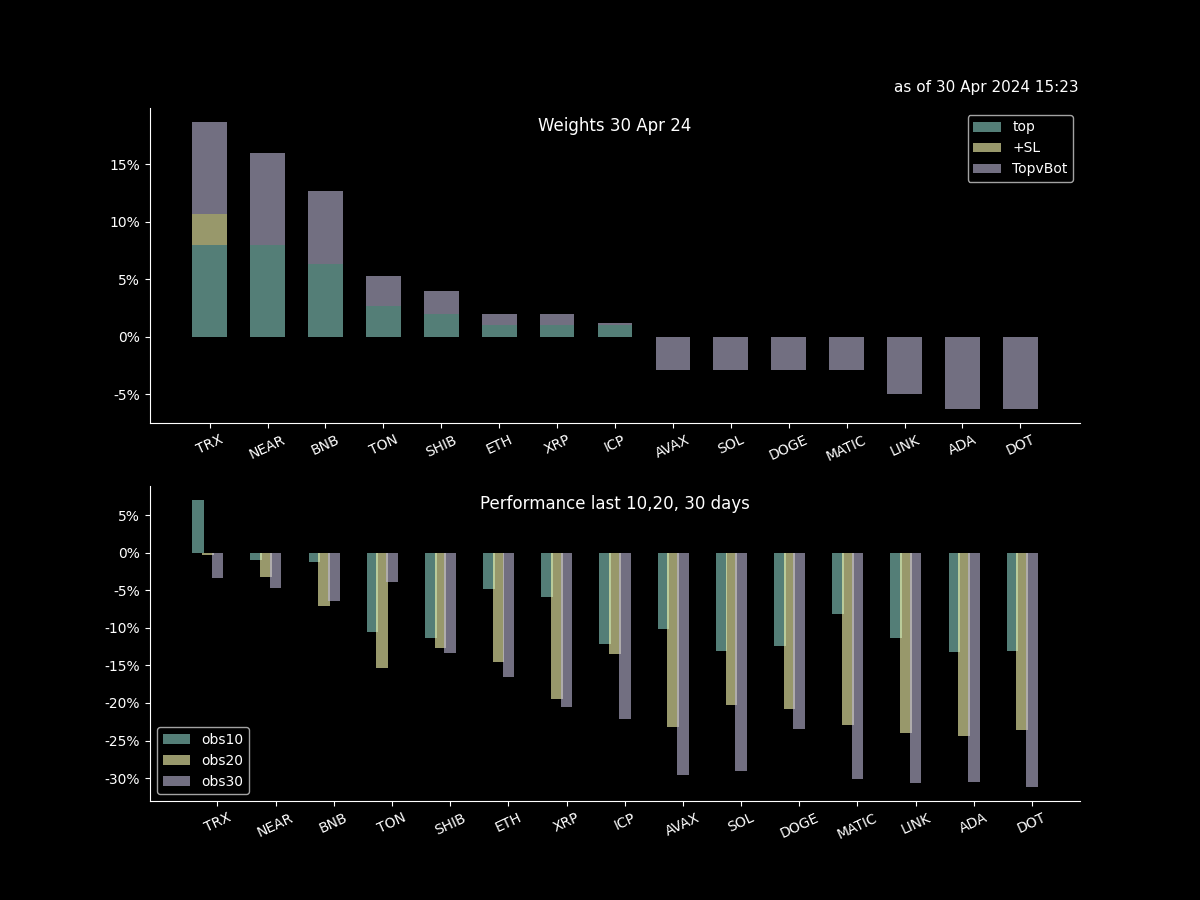 as of 30 Apr 2024 15:23
Weights 30 Apr 24
top
+SL
TopvBot
15%
10%
5%
0%
-5%
TRX NEAR BNB TON SHIB ETH XRP ICP AVAX SOL DOGE MATIC LINK ADA DOT
Performance last 10,20, 30 days
5%
0%
-5%
-10%
-15%
-20%
-25%
-30%
obs10
obs20
obs30
TRX NEAR BNB TON SHIB ETH XRP ICP AVAX SOL DOGE MATIC LINK ADA DOT